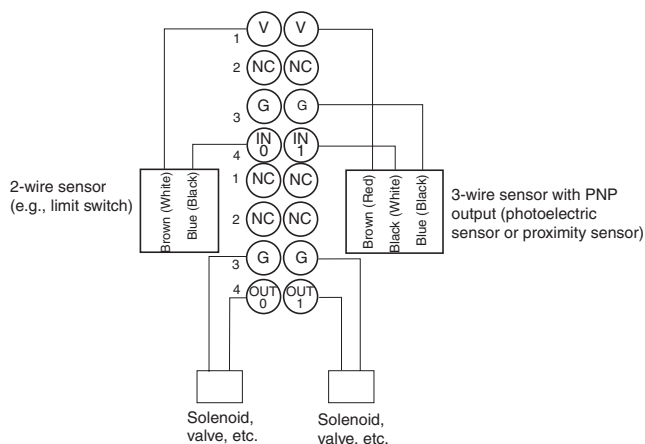 1 V V
2 NC NC
3 G G
4 IN 0 IN 1
1 NC NC
2 NC NC
3 G G
4 OUT 0 OUT 1
2-wire sensor
(e.g., limit switch)
Brown (White)
Blue (Black)
Brown (Red)
Black (White)
Blue (Black)
3-wire sensor with PNP
output (photoelectric
sensor or proximity sensor)
Solenoid,
valve, etc.
Solenoid,
valve, etc.